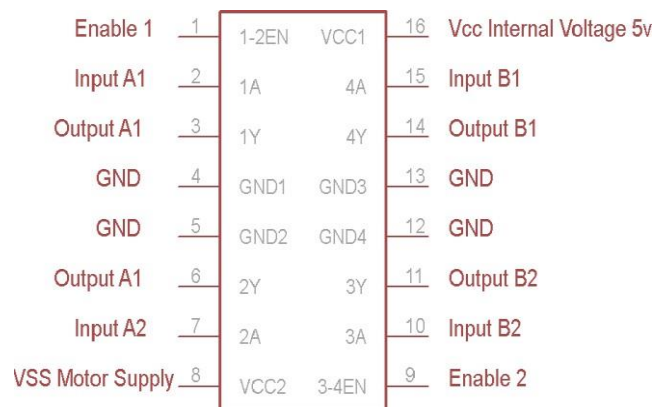 Enable 1 1 1-2EN VCC1 16 Vcc Internal Voltage 5v
Input A1 2 1A 4A 15 Input B1
Output A1 3 1Y 4Y 14 Output B1
GND 4 GND1 GND3 13 GND
GND 5 GND2 GND4 12 GND
Output A1 6 2Y 3Y 11 Output B2
Input A2 7 2A 3A 10 Input B2
VSS Motor Supply 8 VCC2 3-4EN 9 Enable 2